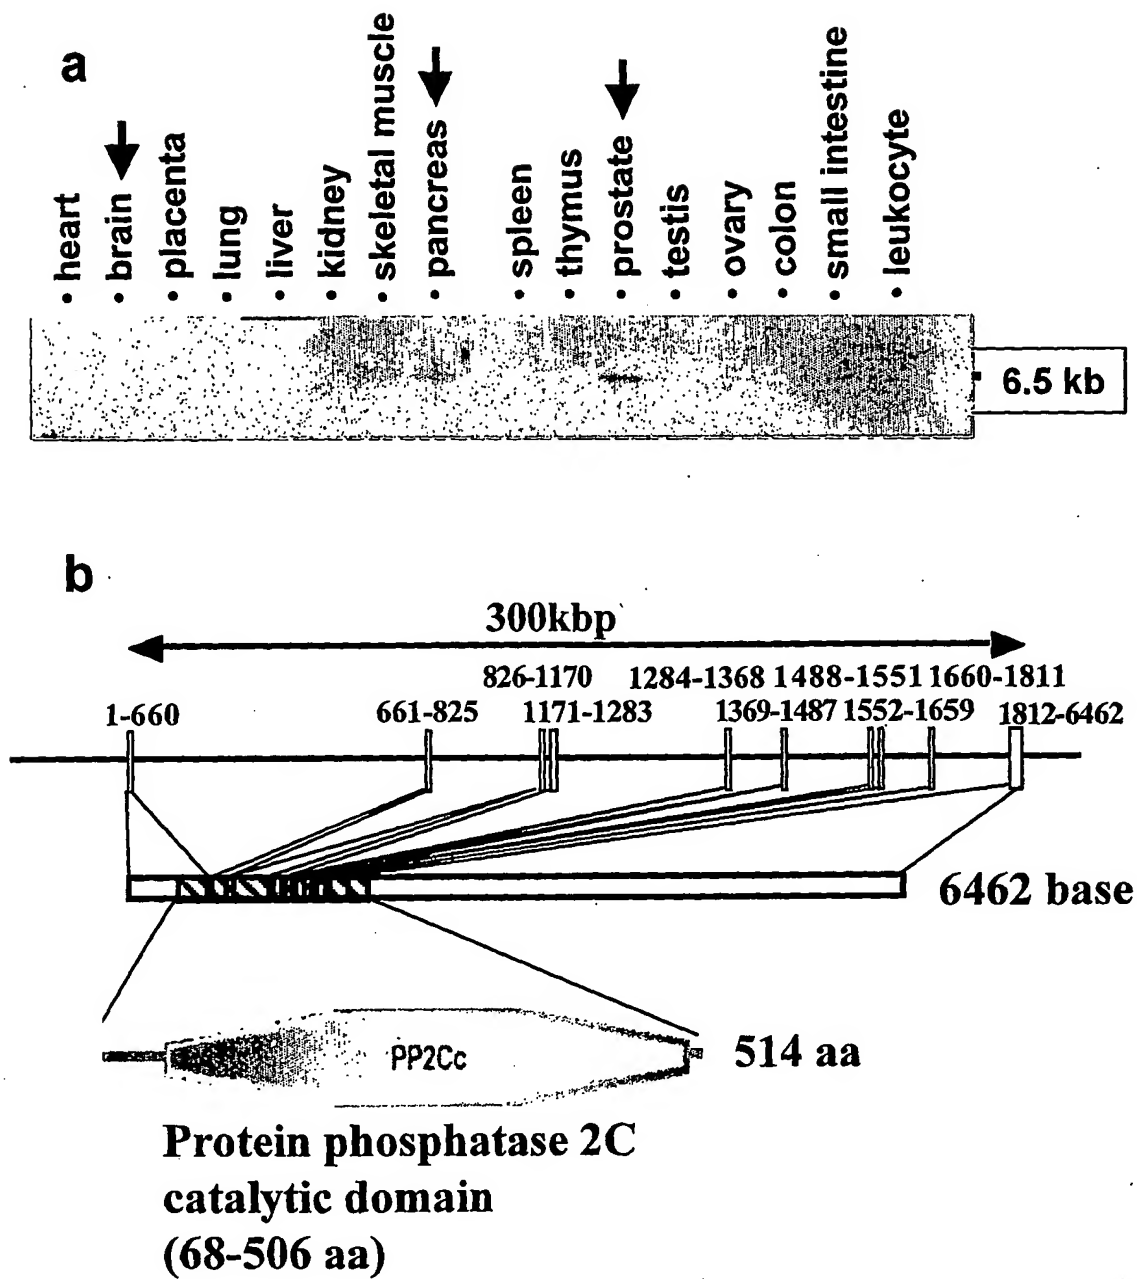 a
• heart
• brain
• placenta
• lung
• liver
• kidney
• skeletal muscle
• pancreas
• spleen
• thymus
• prostate
• testis
• ovary
• colon
• small intestine
• leukocyte
6.5 kb
b
300kbp
826-1170 1284-1368 1488-1551 1660-1811
1-660 661-825 1171-1283 1369-1487 1552-1659 1812-6462
6462 base
PP2Cc
514 aa
Protein phosphatase 2C
catalytic domain
(68-506 aa)